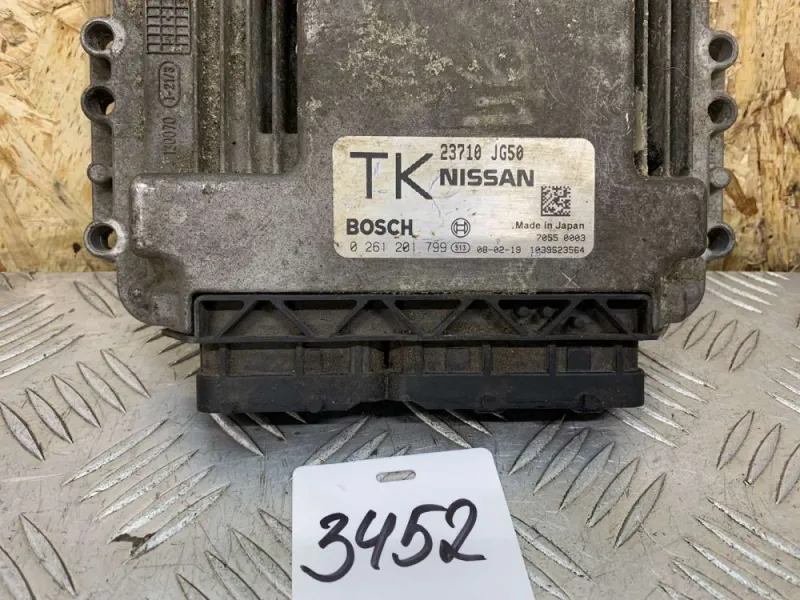 TK
23710 JG50
NISSAN
BOSCH
Made in Japan
7055 0003
0 261 201 799 513 08-02-19 1039S23564
3452